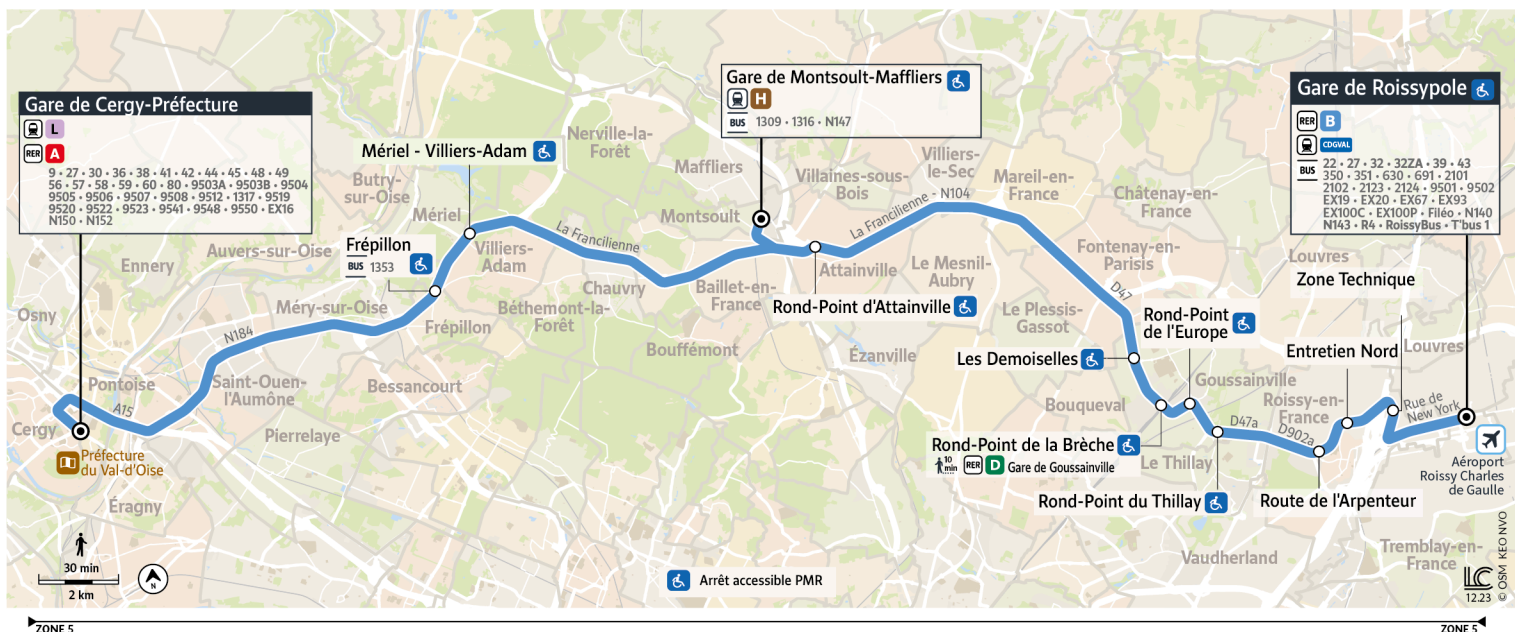 Gare de Cergy-Préfecture
L
RER A
9 • 27 • 30 • 36 • 38 • 41 • 42 • 44 • 45 • 48 • 49
56 • 57 • 58 • 59 • 60 • 80 • 9503A • 9503B • 9504
9505 • 9506 • 9507 • 9508 • 9512 • 1317 • 9519
9520 • 9522 • 9523 • 9541 • 9548 • 9550 • EX16
N150 • N152
Gare de Montsoult-Maffliers
H
BUS 1309 • 1316 • N147
Gare de Roissypole
RER B
CDGVAL
BUS
22 • 27 • 32 • 32ZA • 39 • 43
350 • 351 • 630 • 691 • 2101
2102 • 2123 • 2124 • 9501 • 9502
EX19 • EX20 • EX67 • EX93
EX100C • EX100P • Filéo • N140
N143 • R4 • RoissyBus • T'bus 1
Mériel - Villiers-Adam
Nerville-la-
Forêt
Maffliers
Villaines-sous-
Bois
Villiers-
le-Sec
Mareil-en-
France
Châtenay-en-
France
Butry-
sur-Oise
Mériel
Montsoult
La Francilienne
La Francilienne - N104
Frépillon
BUS 1353
Villiers-
Adam
Auvers-sur-Oise
Ennery
Attainville
Le Mesnil-
Aubry
Fontenay-en-
Parisis
Louvres
Zone Technique
Chauvry
Baillet-en-
France
D47
Méry-sur-Oise
Béthemont-la-
Forêt
Rond-Point d'Attainville
Le Plessis-
Gassot
Rond-Point
de l'Europe
Osny
N184
Frépillon
Bouffémont
Ézanville
Les Demoiselles
Entretien Nord
Louvres
Pontoise
Saint-Ouen-
l'Aumône
Bessancourt
Goussainville
Bouqueval
Roissy-en-
France
Rue de
New York
A15
Cergy
Pierrelaye
D47a
D902a
Rond-Point de la Brèche
10
min
RER D Gare de Goussainville
Le Thillay
Préfecture
du Val-d'Oise
Aéroport
Roissy Charles
de Gaulle
Éragny
Rond-Point du Thillay
Route de l'Arpenteur
Vaudherland
Tremblay-en-
France
30 min
2 km
N
Arrêt accessible PMR
LC
12.23
© OSM KEO NVO
ZONE 5
ZONE 5